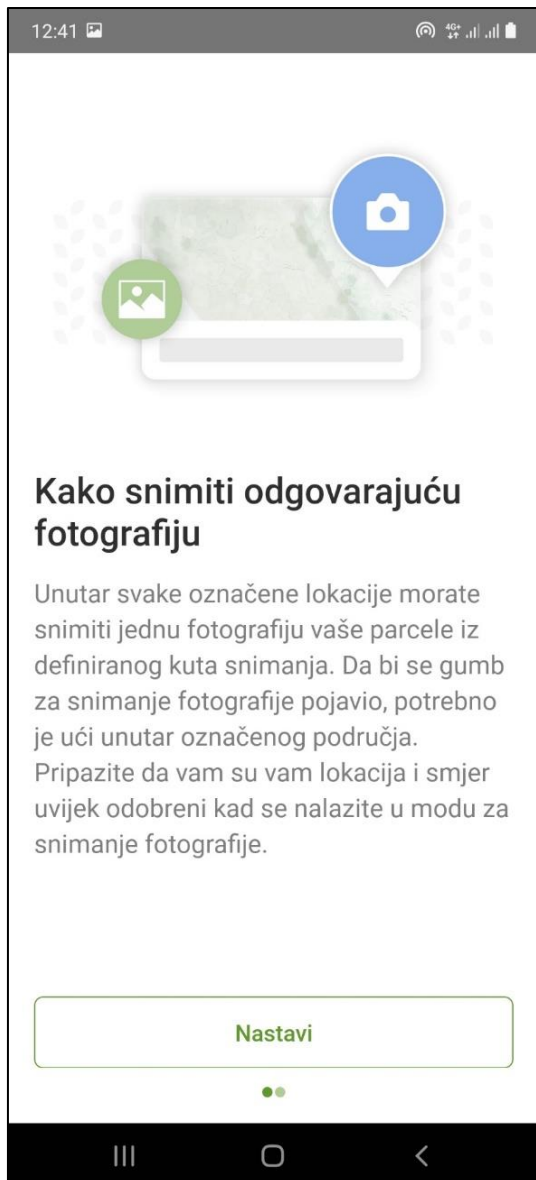 12:41
4G+
Kako snimiti odgovarajuću
fotografiju
Unutar svake označene lokacije morate
snimiti jednu fotografiju vaše parcele iz
definiranog kuta snimanja. Da bi se gumb
za snimanje fotografije pojavio, potrebno
je ući unutar označenog područja.
Pripazite da vam su vam lokacija i smjer
uvijek odobreni kad se nalazite u modu za
snimanje fotografije.
Nastavi